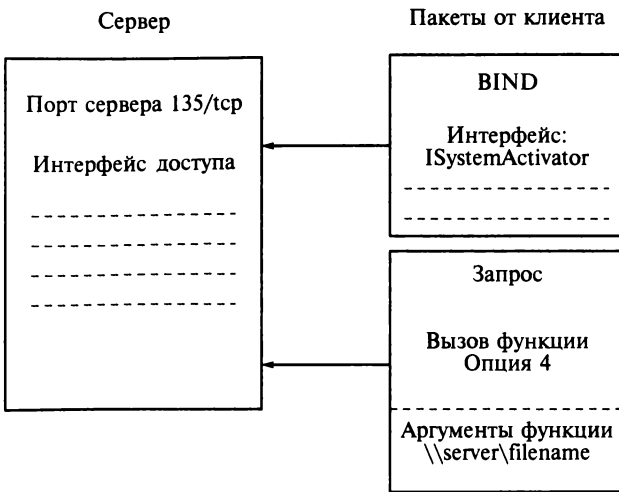 Сервер
Порт сервера 135/tcp
Интерфейс доступа
Пакеты от клиента
BIND
Интерфейс:
ISystemActivator
Запрос
Вызов функции
Опция 4
Аргументы функции
\\server\filename